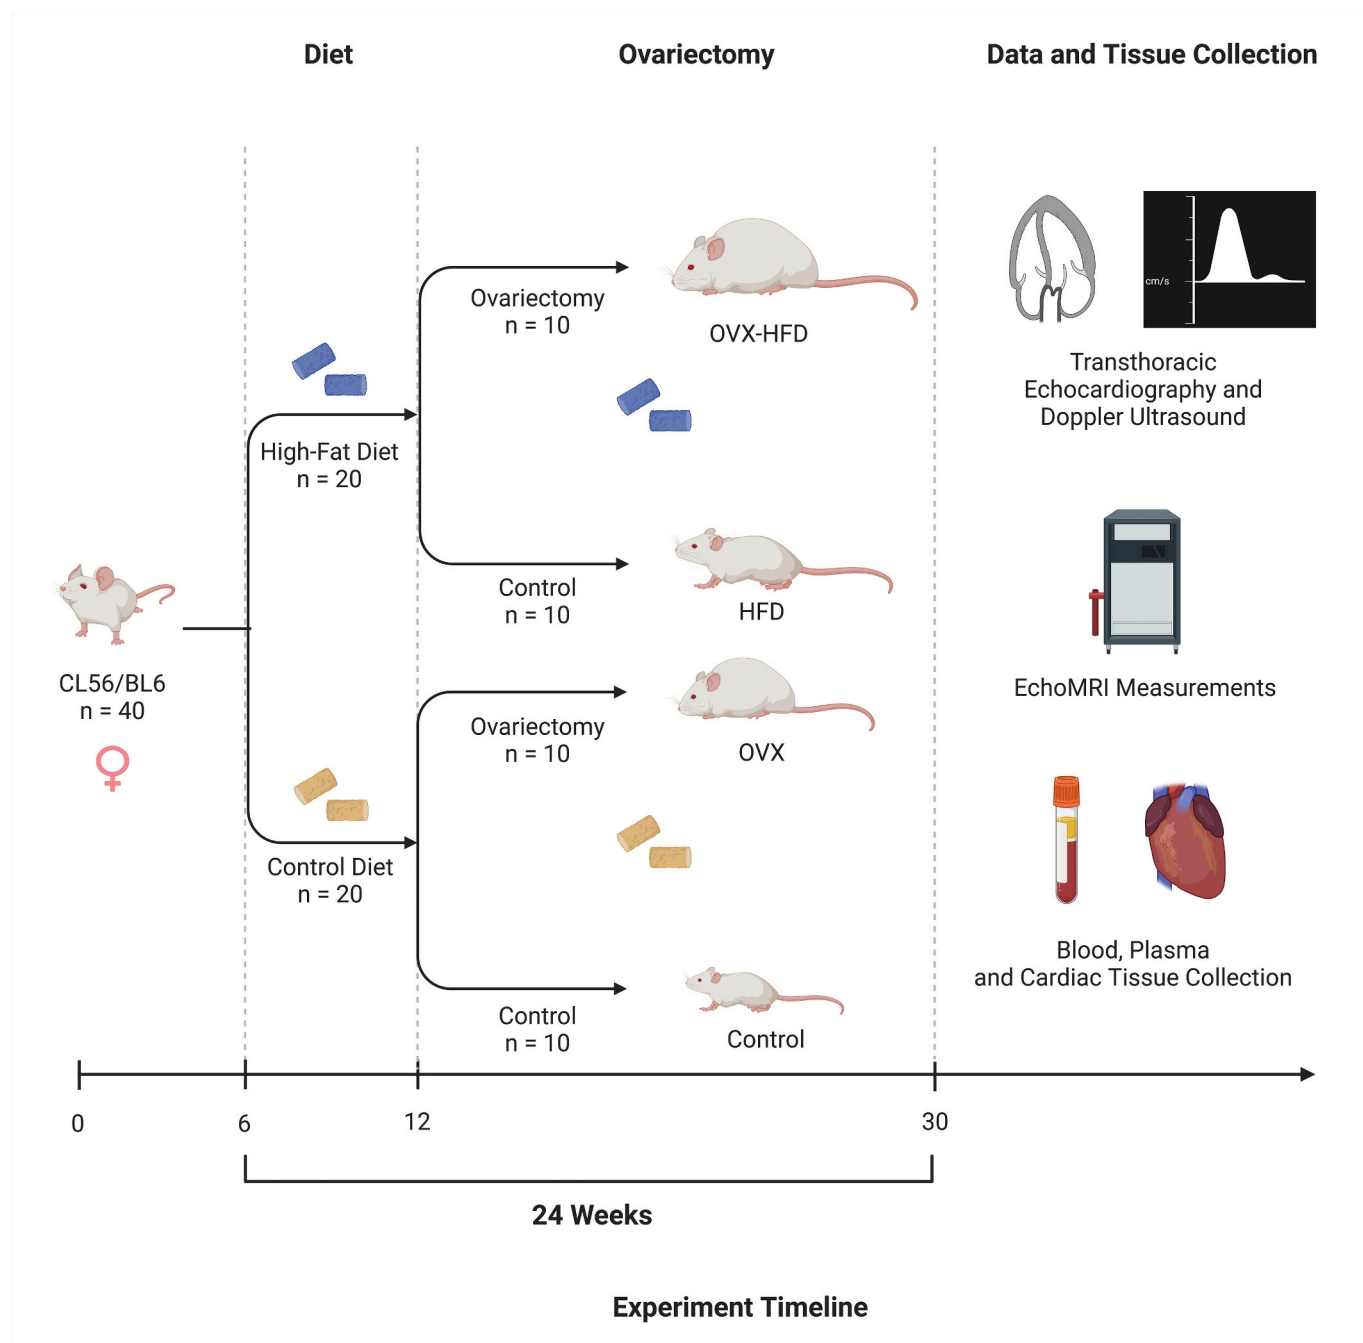 Diet
Ovariectomy
Data and Tissue Collection
CL56/BL6
n = 40
High-Fat Diet
n = 20
Control Diet
n = 20
Ovariectomy
n = 10
OVX-HFD
Control
n = 10
HFD
Ovariectomy
n = 10
OVX
Control
n = 10
Control
cm/s
Transthoracic
Echocardiography and
Doppler Ultrasound
EchoMRI Measurements
Blood, Plasma
and Cardiac Tissue Collection
0
6
12
30
24 Weeks
Experiment Timeline